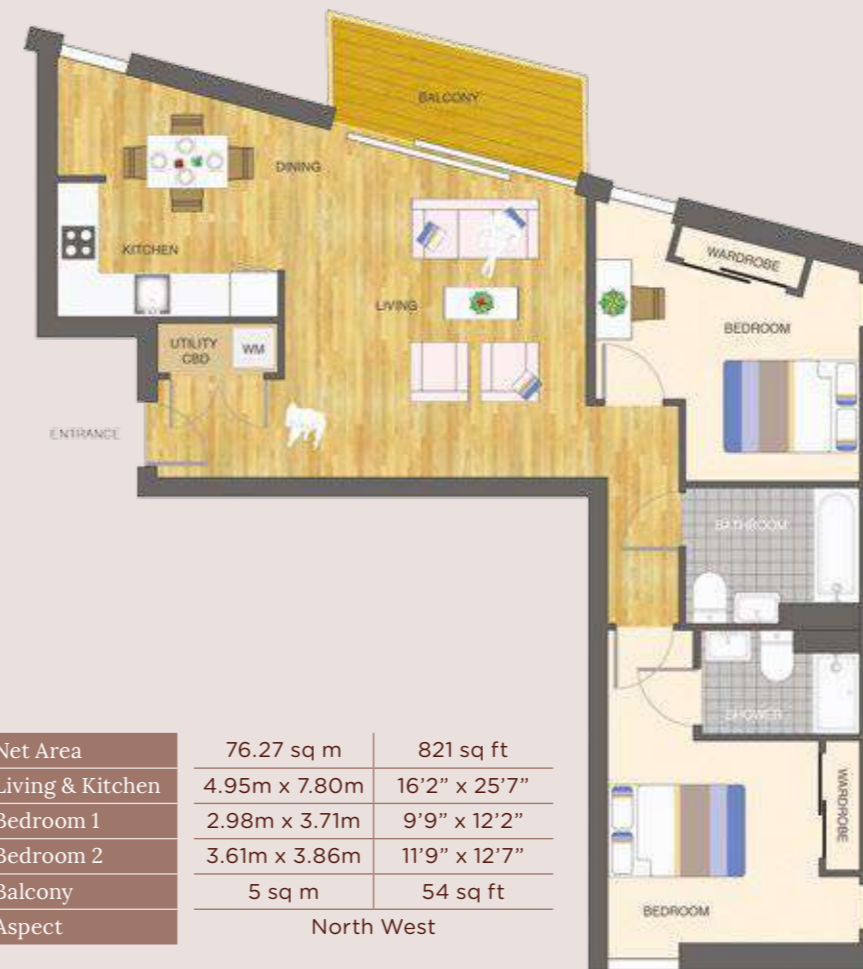 BALCONY
DINING
KITCHEN
WARDROBE
LIVING
BEDROOM
UTILITY
CBD
WM
ENTRANCE
BATHROOM
SHOWER
WARDROBE
BEDROOM
Net Area 76.27 sq m 821 sq ft
Living & Kitchen 4.95m x 7.80m 16’2” x 25’7”
Bedroom 1 2.98m x 3.71m 9’9” x 12’2”
Bedroom 2 3.61m x 3.86m 11’9” x 12’7”
Balcony 5 sq m 54 sq ft
Aspect North West